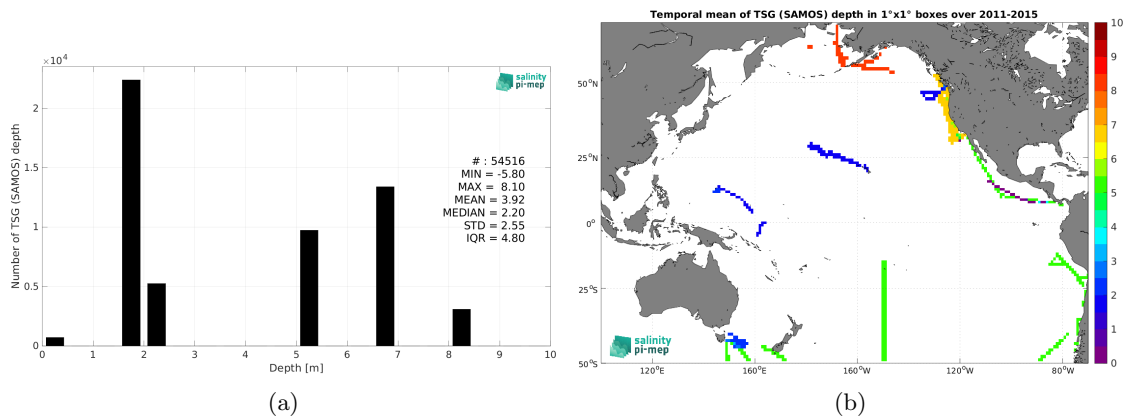 ×10⁴
salinity
pi-mep
# : 54516
MIN = -5.80
MAX = 8.10
MEAN = 3.92
MEDIAN = 2.20
STD = 2.55
IQR = 4.80
Number of TSG (SAMOS) depth
2
1.5
1
0.5
0
0 1 2 3 4 5 6 7 8 9 10
Depth [m]
(a)
Temporal mean of TSG (SAMOS) depth in 1°x1° boxes over 2011-2015
50°N
25°N
0°
25°S
50°S
120°E 160°E 160°W 120°W 80°W
salinity
pi-mep
10
9
8
7
6
5
4
3
2
1
0
(b)